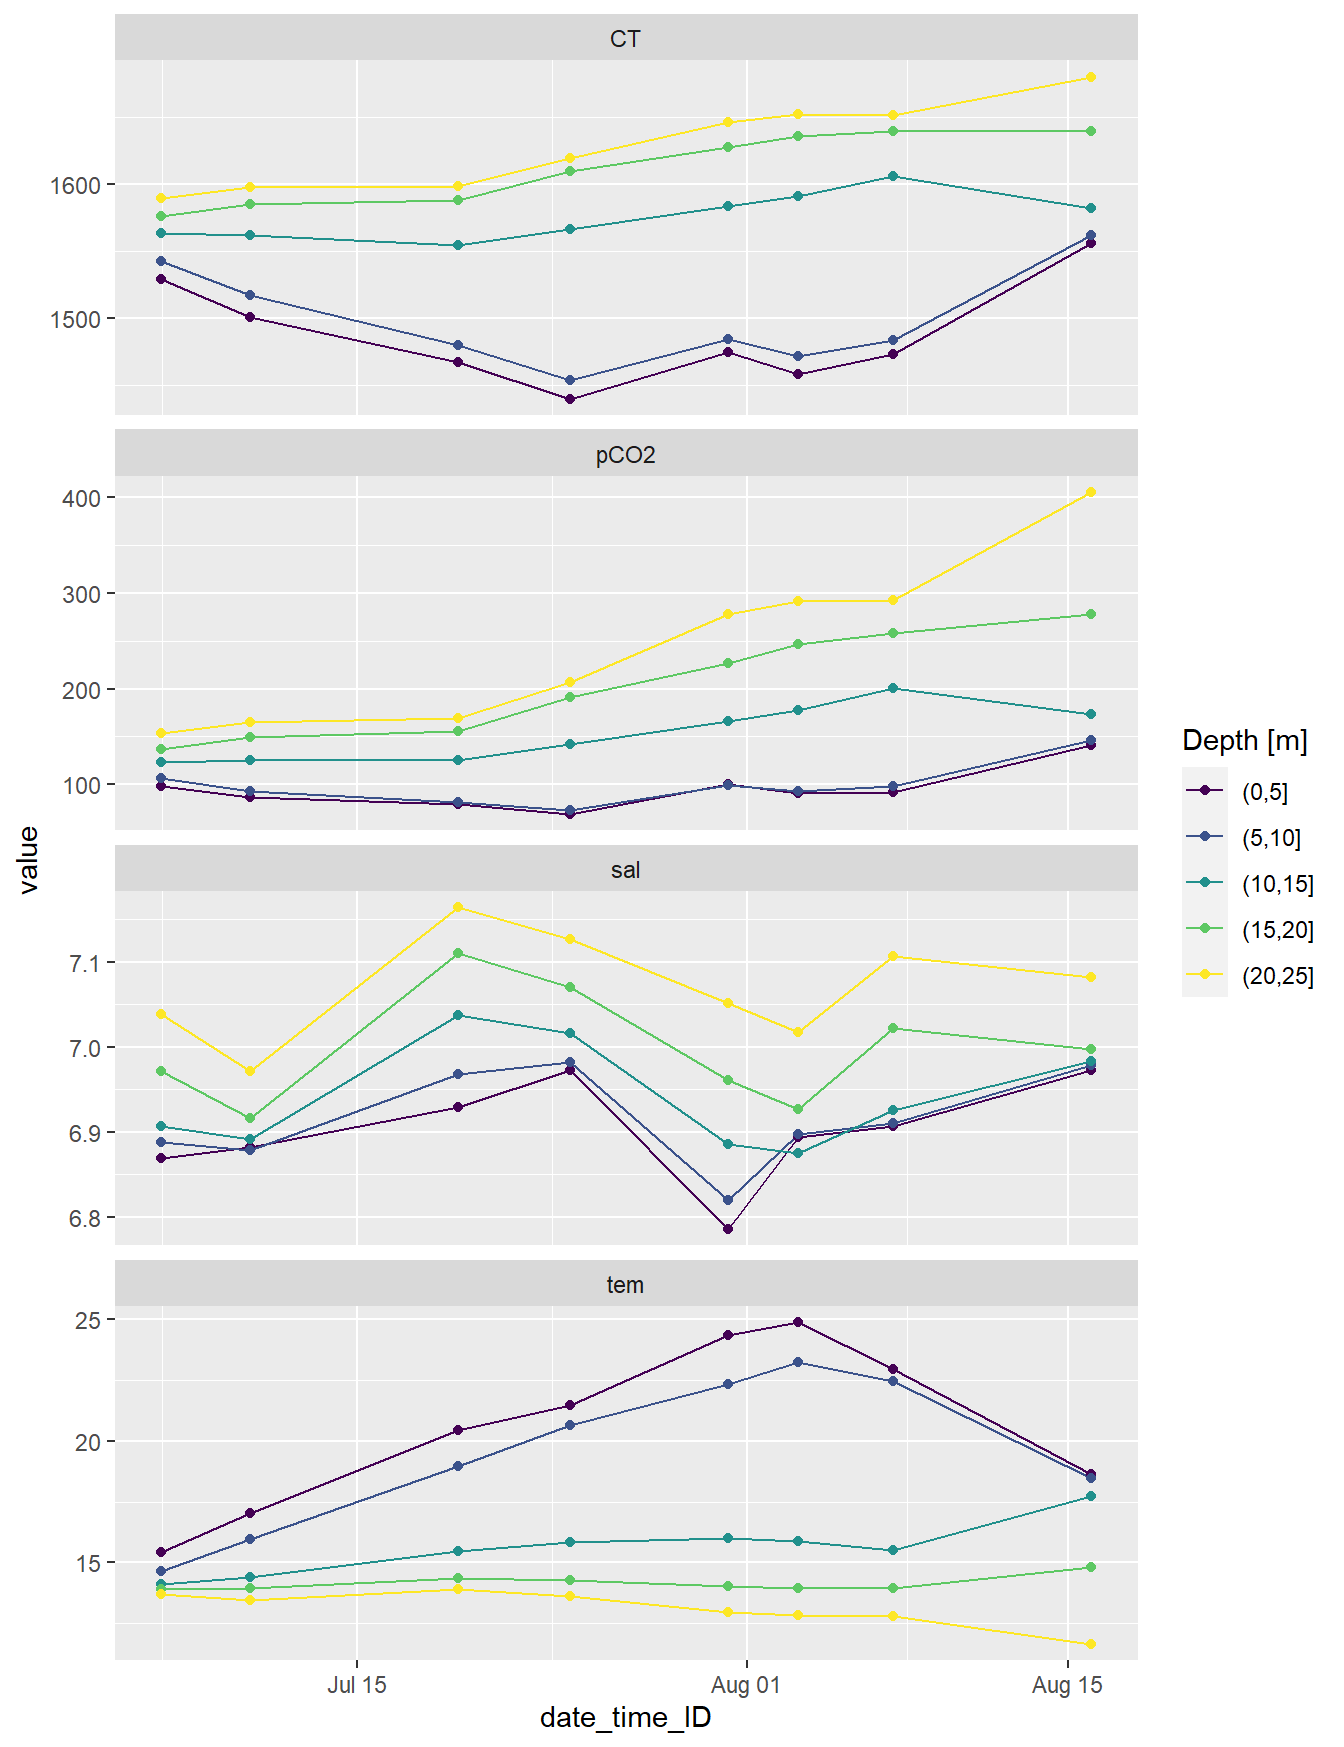 CT
1600
1500
pCO2
400
300
200
100
sal
7.1
7.0
6.9
6.8
tem
25
20
15
Jul 15
Aug 01
Aug 15
date_time_ID
value
Depth [m]
(0,5]
(5,10]
(10,15]
(15,20]
(20,25]